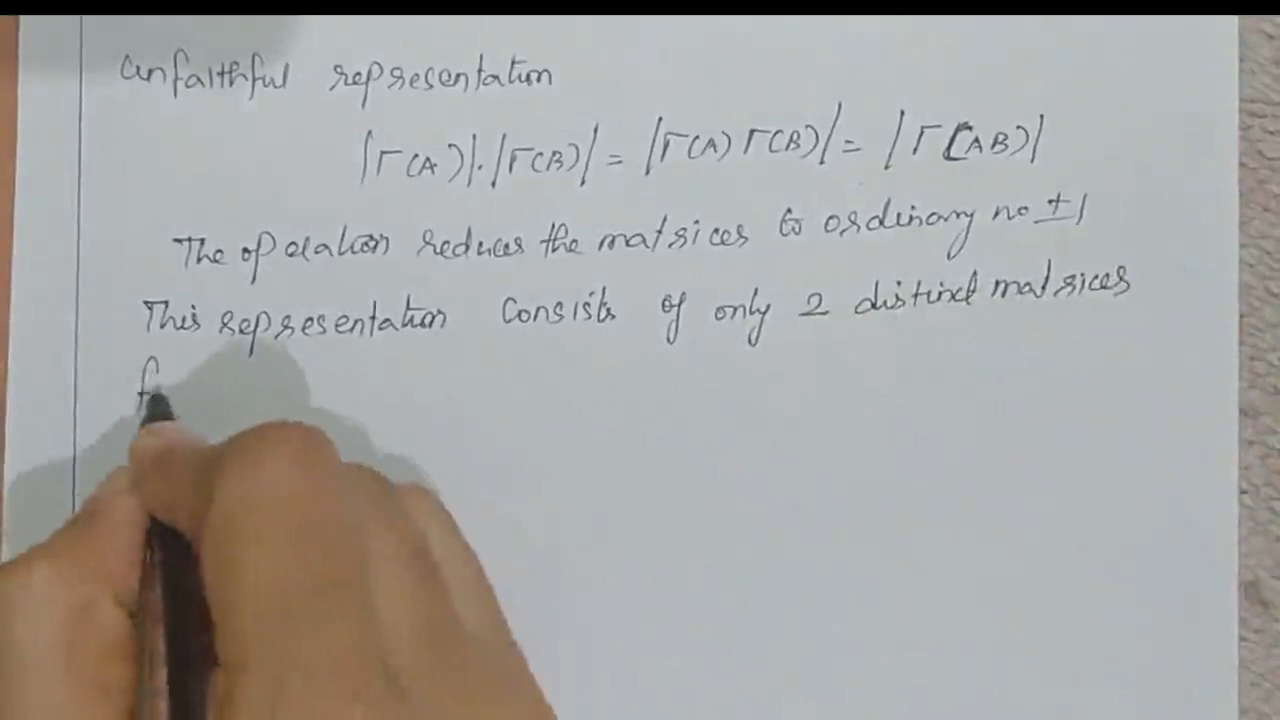 unfaithful representation
|Γ(A)|.|Γ(B)| = |Γ(A) Γ(B)| = |Γ(AB)|
The operation reduces the matrices to ordinary no ±1
This representation consists of only 2 distinct matrices
f